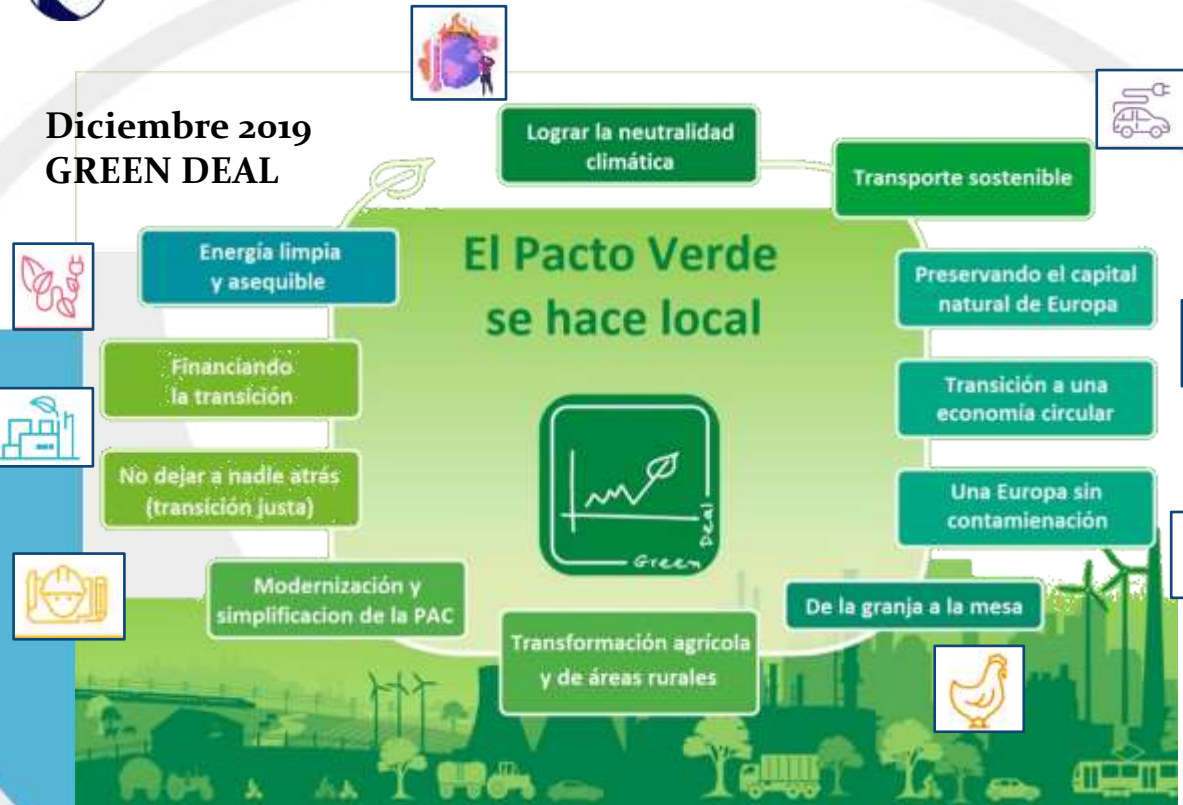 Diciembre 2019
GREEN DEAL
Lograr la neutralidad
climática
Transporte sostenible
Energía limpia
y asequible
El Pacto Verde
se hace local
Preservando el capital
natural de Europa
Financiando
la transición
Transición a una
economía circular
No dejar a nadie atrás
(transición justa)
Una Europa sin
contamienación
Green
Deal
Modernización y
simplificacion de la PAC
De la granja a la mesa
Transformación agrícola
y de áreas rurales